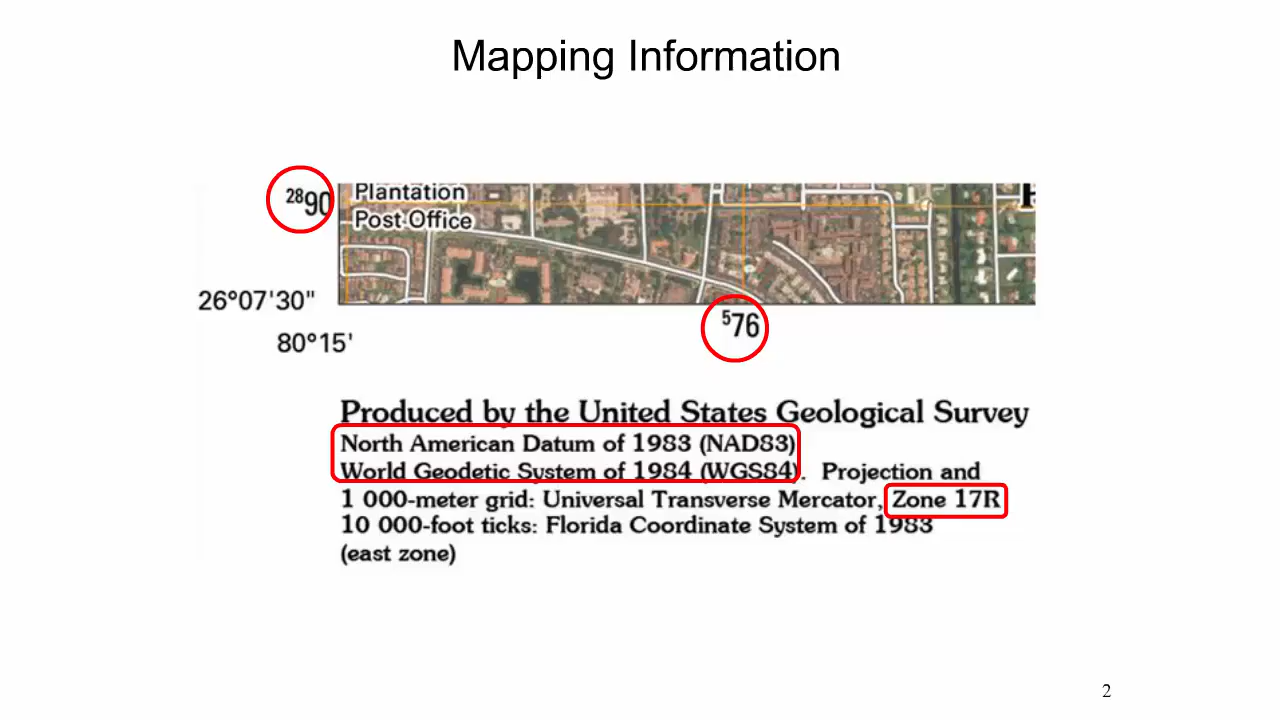 Mapping Information
2890
Plantation
Post Office
26°07'30"
80°15'
576
Produced by the United States Geological Survey
North American Datum of 1983 (NAD83)
World Geodetic System of 1984 (WGS84). Projection and
1 000-meter grid: Universal Transverse Mercator, Zone 17R
10 000-foot ticks: Florida Coordinate System of 1983
(east zone)
2